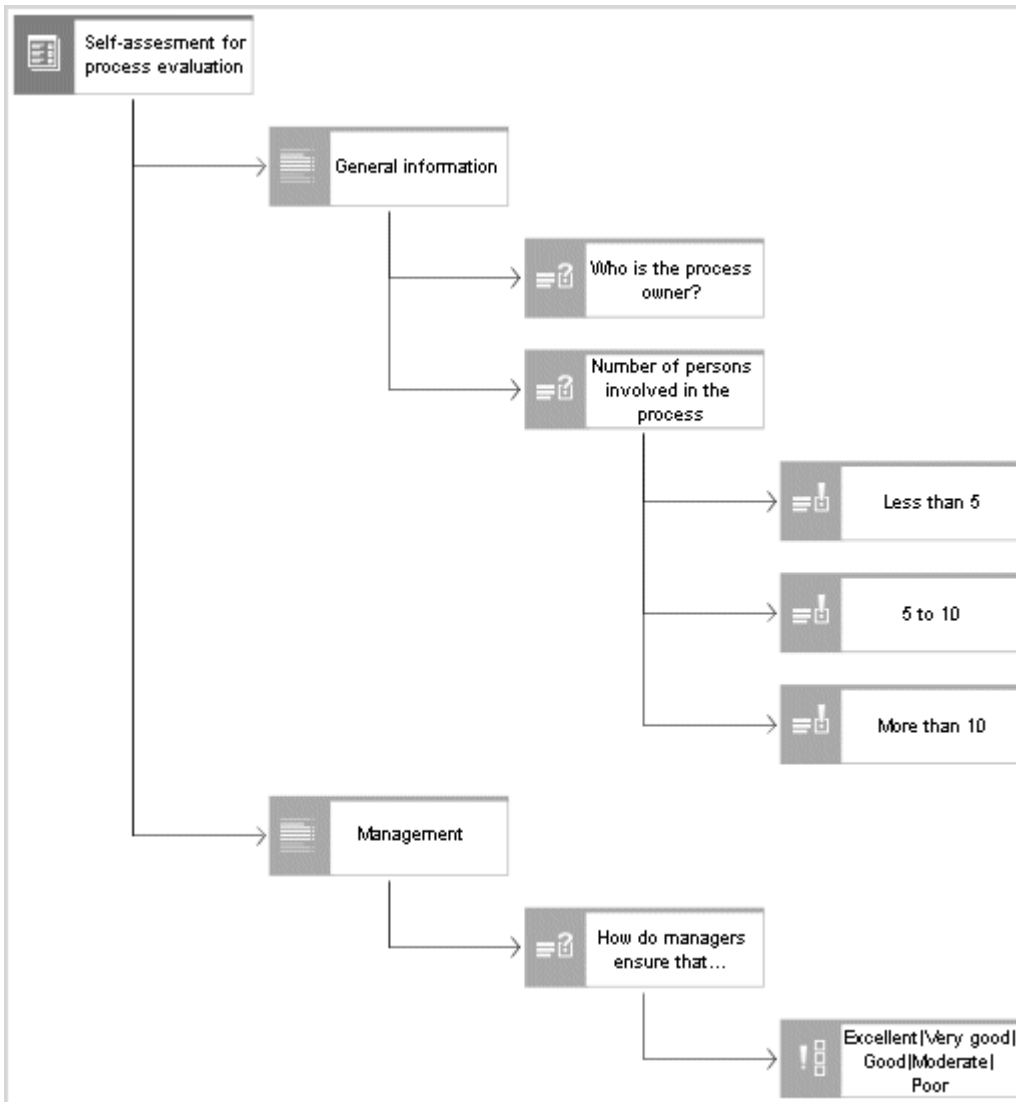 Self-assesment for
process evaluation
General information
Who is the process
owner?
Number of persons
involved in the
process
Less than 5
5 to 10
More than 10
Management
How do managers
ensure that...
Excellent|Very good|
Good|Moderate|
Poor